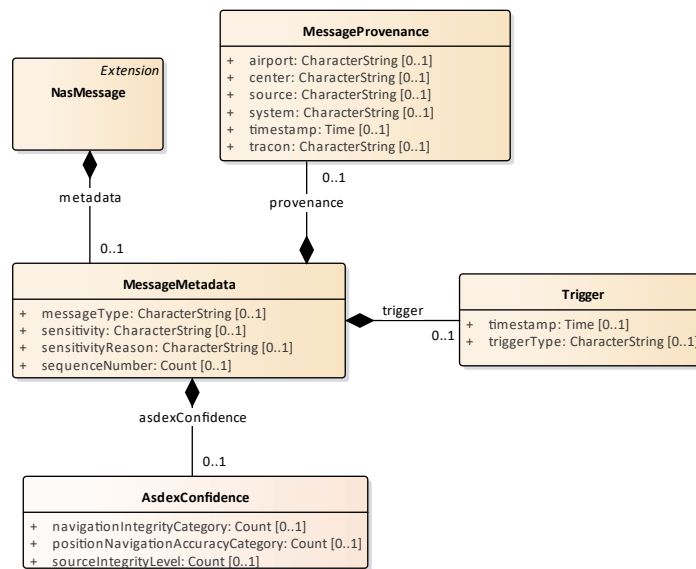 MessageProvenance
+ airport: CharacterString [0..1]
+ center: CharacterString [0..1]
+ source: CharacterString [0..1]
+ system: CharacterString [0..1]
+ timestamp: Time [0..1]
+ tracon: CharacterString [0..1]
Extension
NasMessage
metadata
0..1
0..1
provenance
MessageMetadata
+ messageType: CharacterString [0..1]
+ sensitivity: CharacterString [0..1]
+ sensitivityReason: CharacterString [0..1]
+ sequenceNumber: Count [0..1]
trigger
0..1
Trigger
+ timestamp: Time [0..1]
+ triggerType: CharacterString [0..1]
asdexConfidence
0..1
AsdexConfidence
+ navigationIntegrityCategory: Count [0..1]
+ positionNavigationAccuracyCategory: Count [0..1]
+ sourceIntegrityLevel: Count [0..1]